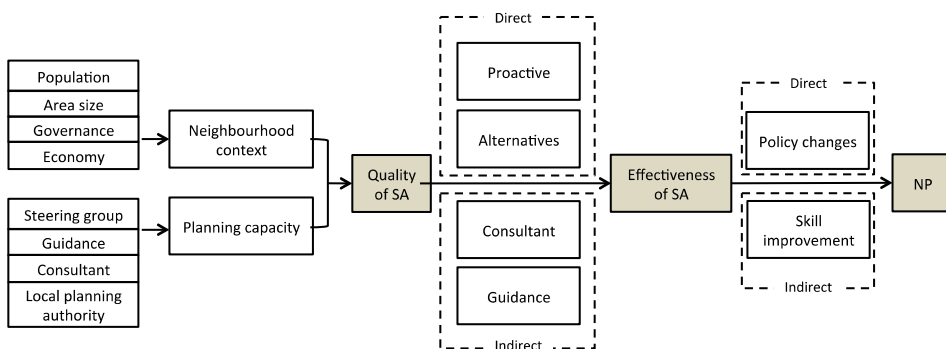 Population
Area size
Governance
Economy
Neighbourhood
context
Steering group
Guidance
Consultant
Local planning
authority
Planning capacity
Quality
of SA
Direct
Proactive
Alternatives
Consultant
Guidance
Indirect
Effectiveness
of SA
Direct
Policy changes
Skill
improvement
Indirect
NP